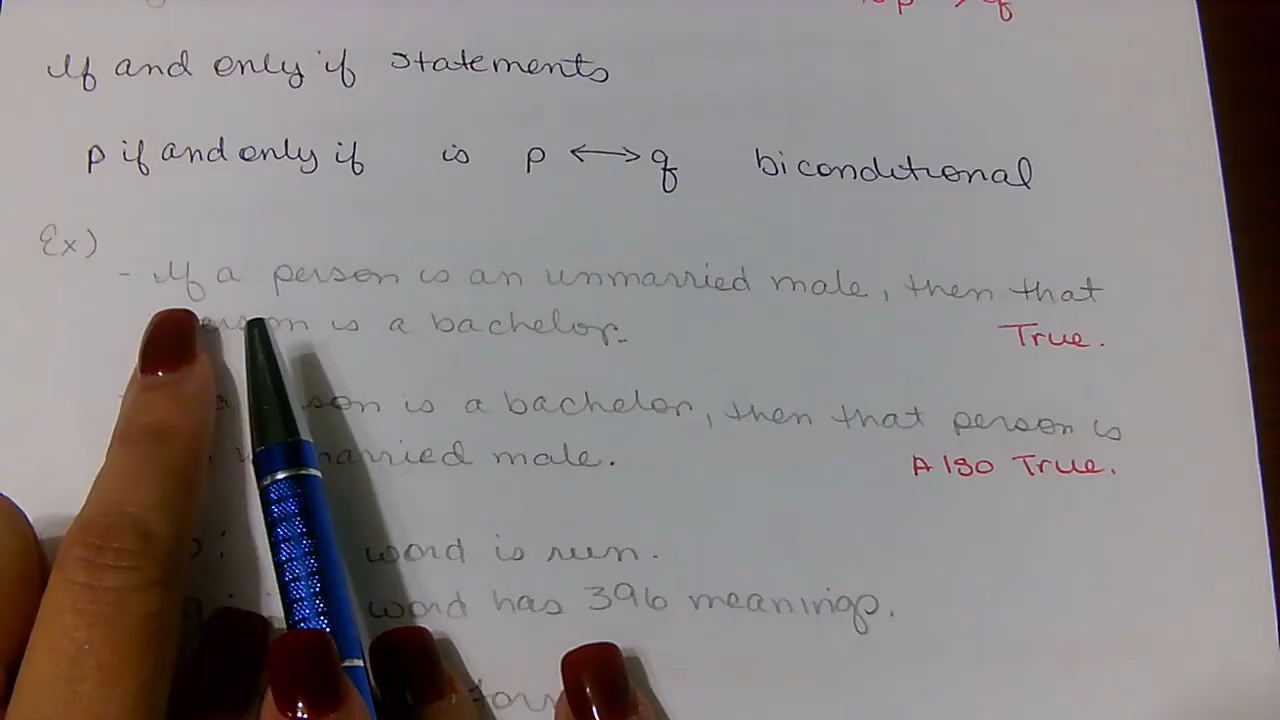 If and only if statements
p if and only if is p ↔ q biconditional
Ex)
- If a person is an unmarried male, then that
person is a bachelor.
True.
is a bachelor, then that person is
male.
Also True.
word is run.
word has 396 meanings.